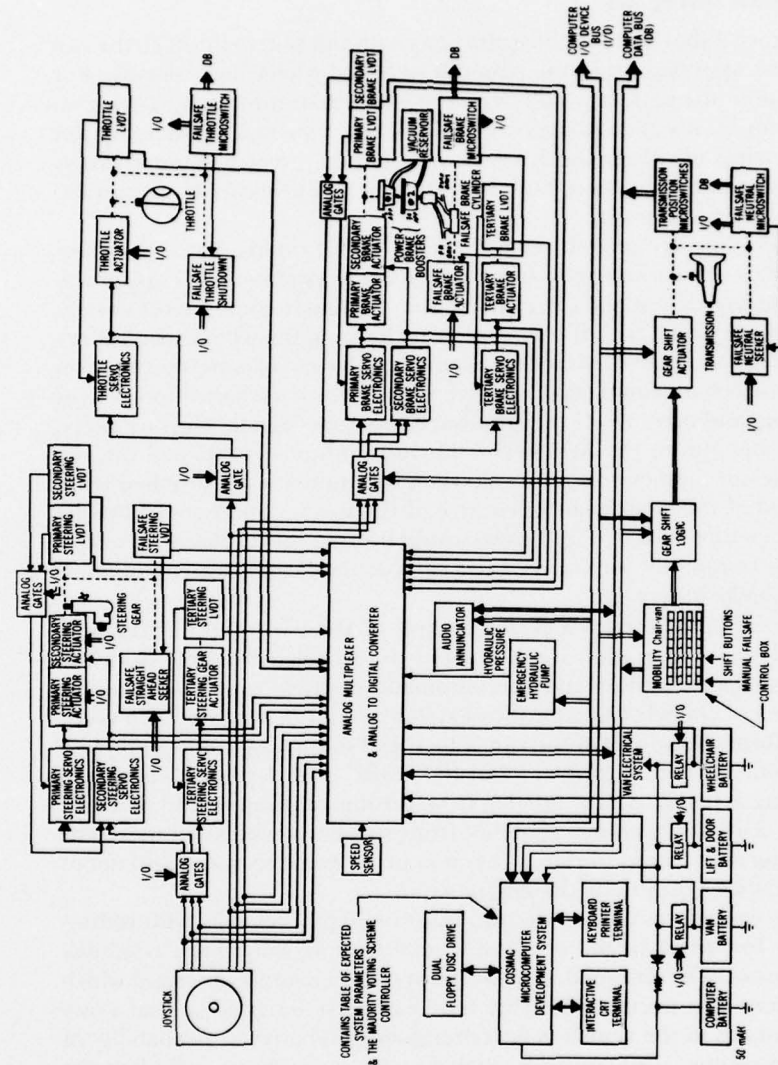 JOYSTICK
I/O
ANALOG
GATES
PRIMARY
STEERING SERVO
ELECTRONICS
SECONDARY
STEERING
SERVO
ELECTRONICS
TERTIARY
STEERING SERVO
ELECTRONICS
ANALOG
GATES
I/O
PRIMARY
STEERING
ACTUATOR
I/O
SECONDARY
STEERING
ACTUATOR
I/O
STEERING
GEAR
PRIMARY
STEERING
LVDT
SECONDARY
STEERING
LVDT
FAILSAFE
STRAIGHT
AHEAD
SEEKER
I/O
FAILSAFE
STEERING
LVDT
TERTIARY
STEERING GEAR
ACTUATOR
TERTIARY
STEERING
LVDT
I/O
ANALOG
GATE
THROTTLE
SERVO
ELECTRONICS
THROTTLE
ACTUATOR
I/O
FAILSAFE
THROTTLE
SHUTDOWN
I/O
THROTTLE
THROTTLE
LVDT
FAILSAFE
THROTTLE
MICROSWITCH
I/O
DB
I/O
ANALOG
GATES
PRIMARY
BRAKE SERVO
ELECTRONICS
SECONDARY
BRAKE SERVO
ELECTRONICS
TERTIARY
BRAKE SERVO
ELECTRONICS
PRIMARY
BRAKE
ACTUATOR
SECONDARY
BRAKE
ACTUATOR
ANALOG
GATES
POWER
BRAKE
BOOSTERS
FAILSAFE
BRAKE
ACTUATOR
I/O
FAILSAFE BRAKE
CYLINDER
TERTIARY
BRAKE ACTUATOR
TERTIARY
BRAKE LVDT
PRIMARY
BRAKE LVDT
SECONDARY
BRAKE LVDT
VACUUM
RESERVOIR
FAILSAFE
BRAKE
MICROSWITCH
DB
I/O
SPEED
SENSOR
ANALOG MULTIPLEXER
& ANALOG TO DIGITAL CONVERTER
AUDIO
ANNUNCIATOR
HYDRAULIC
PRESSURE
EMERGENCY
HYDRAULIC
PUMP
COMPUTER
I/O DEVICE
BUS
(I/O)
COMPUTER
DATA BUS
(DB)
GEAR SHIFT
LOGIC
GEAR SHIFT
ACTUATOR
TRANSMISSION
TRANSMISSION
POSITION
MICROSWITCHES
DB
I/O
FAILSAFE
NEUTRAL
MICROSWITCH
FAILSAFE
NEUTRAL
SEEKER
I/O
MOBILITY Chair-van
SHIFT BUTTONS
MANUAL FAILSAFE
CONTROL BOX
CONTAINS TABLE OF EXPECTED
SYSTEM PARAMETERS
& THE MAJORITY VOTING SCHEME
CONTROLLER
DUAL
FLOPPY DISC DRIVE
COSMAC
MICROCOMPUTER
DEVELOPMENT SYSTEM
INTERACTIVE
CRT
TERMINAL
KEYBOARD
PRINTER
TERMINAL
VAN ELECTRICAL
SYSTEM
RELAY
I/O
RELAY
I/O
RELAY
I/O
COMPUTER
BATTERY
VAN
BATTERY
LIFT & DOOR
BATTERY
WHEELCHAIR
BATTERY